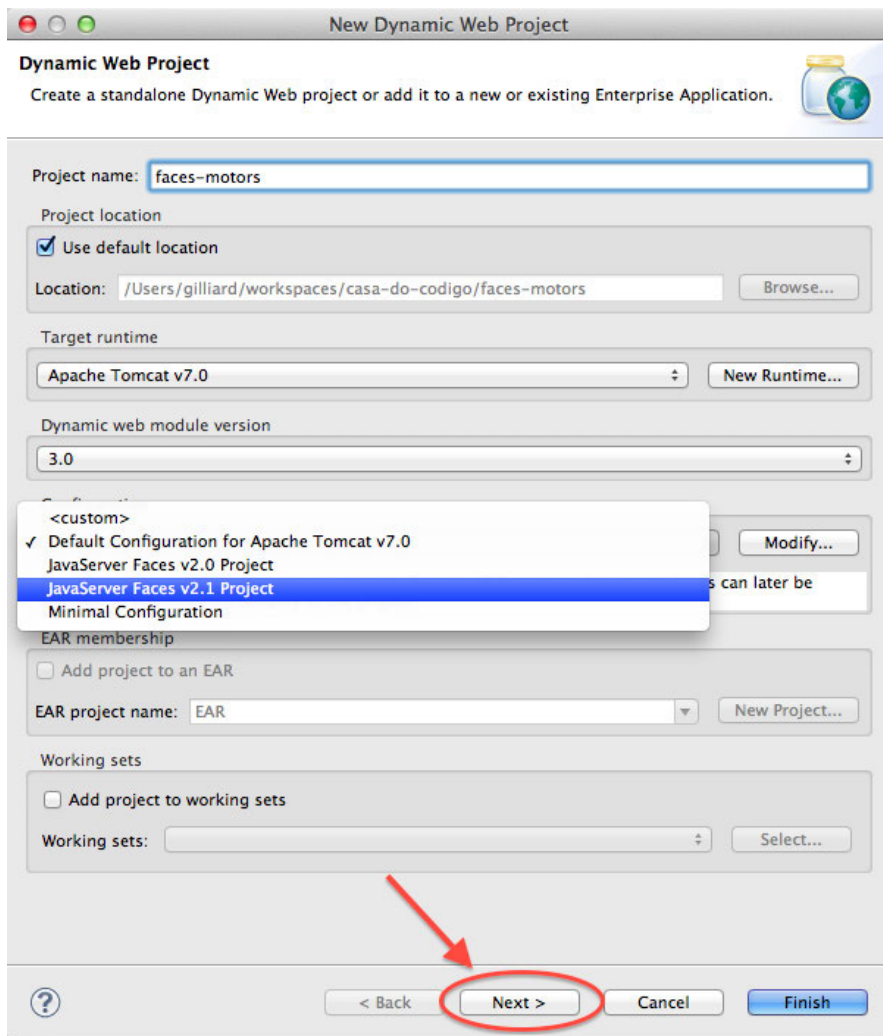 New Dynamic Web Project
Dynamic Web Project
Create a standalone Dynamic Web project or add it to a new or existing Enterprise Application.
Project name: faces-motors
Project location
Use default location
Location: /Users/gilliard/workspaces/casa-do-codigo/faces-motors Browse...
Target runtime
Apache Tomcat v7.0 New Runtime...
Dynamic web module version
3.0
<custom>
✓ Default Configuration for Apache Tomcat v7.0 Modify...
JavaServer Faces v2.0 Project
JavaServer Faces v2.1 Project s can later be
Minimal Configuration
EAR membership
Add project to an EAR
EAR project name: EAR New Project...
Working sets
Add project to working sets
Working sets: Select...
? < Back Next > Cancel Finish